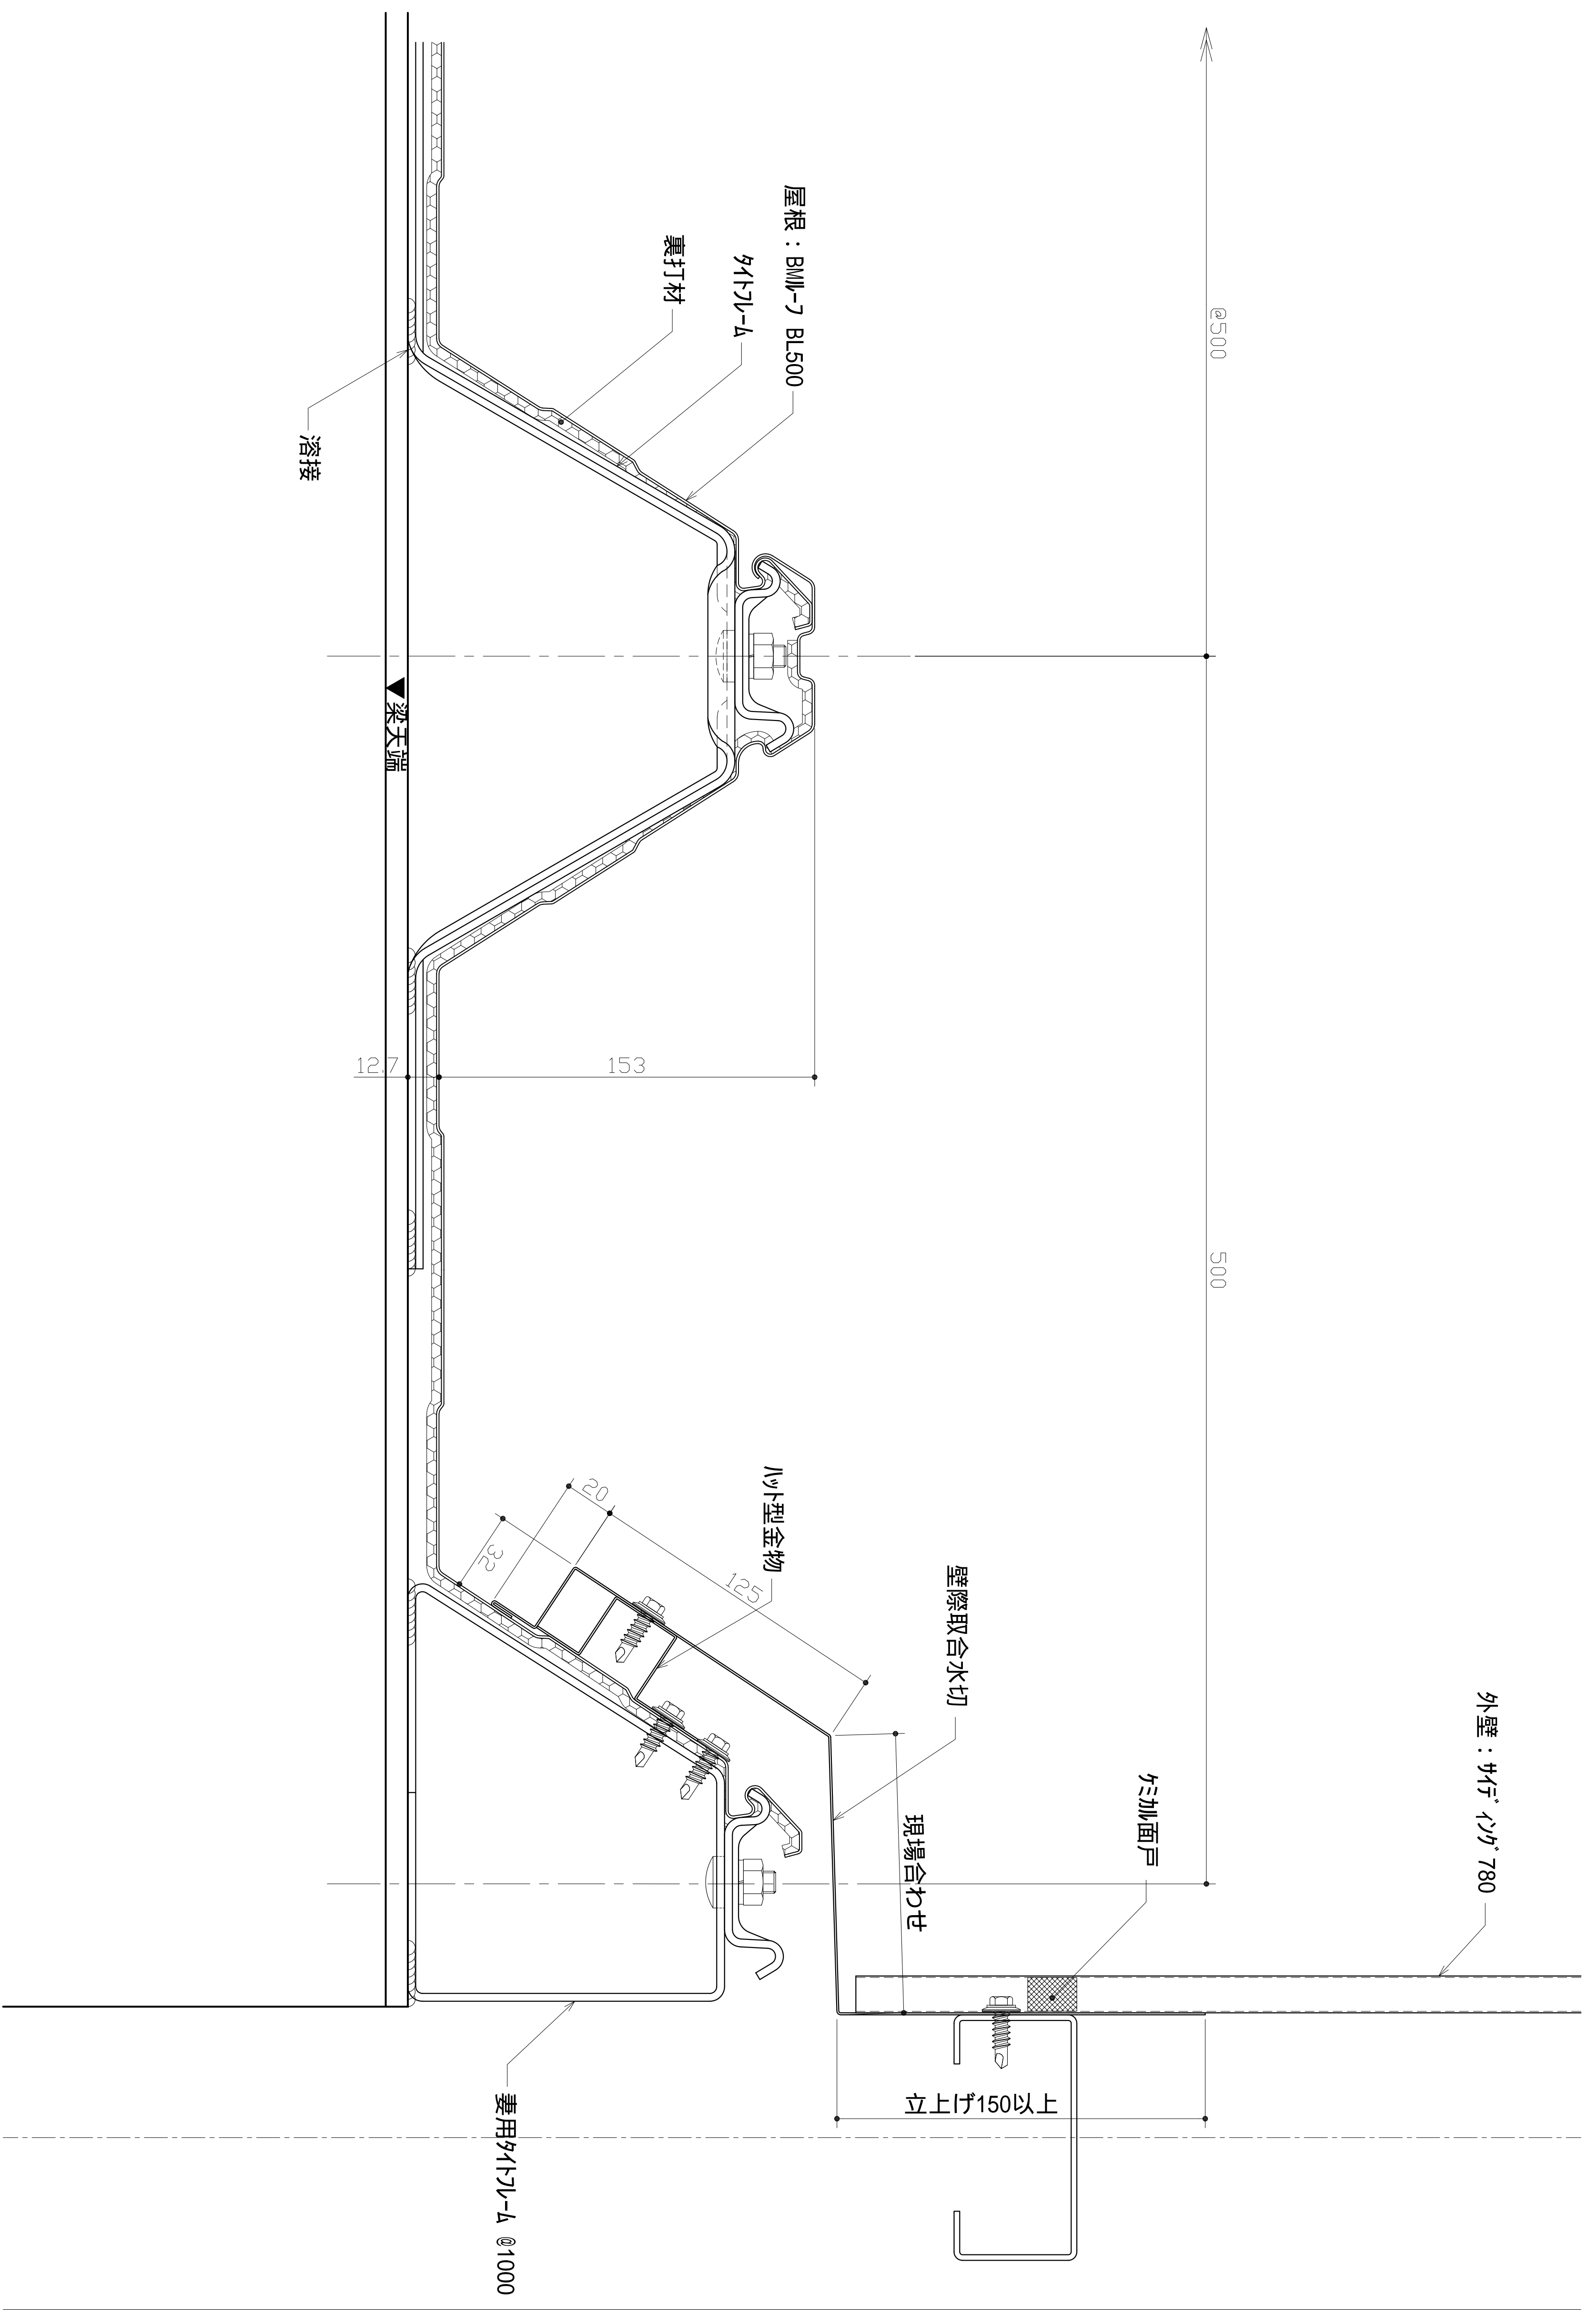 @500
500
屋根：BMﾙｰﾌ BL500
ﾀｲﾄﾌﾚｰﾑ
裏打材
溶接
▼梁天端
12.7
153
ﾊｯﾄ型金物
20
32
125
壁際取合水切
現場合わせ
ｹﾐｶﾙ面戸
外壁：ｻｲﾃﾞｨﾝｸﾞ780
立上げ150以上
妻用ﾀｲﾄﾌﾚｰﾑ @1000